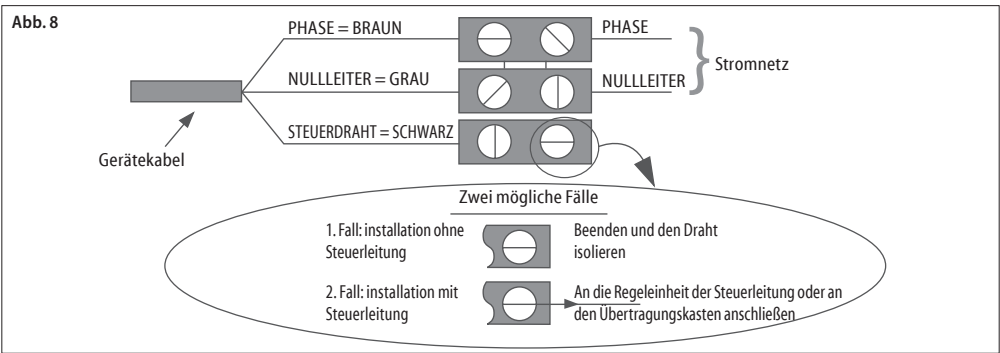 Abb. 8
PHASE = BRAUN
PHASE
NULLLEITER = GRAU
NULLLEITER
Stromnetz
STEUERDRAHT = SCHWARZ
Gerätekabel
Zwei mögliche Fälle
1. Fall: installation ohne
Steuerleitung
Beenden und den Draht
isolieren
2. Fall: installation mit
Steuerleitung
An die Regeleinheit der Steuerleitung oder an
den Übertragungskasten anschließen